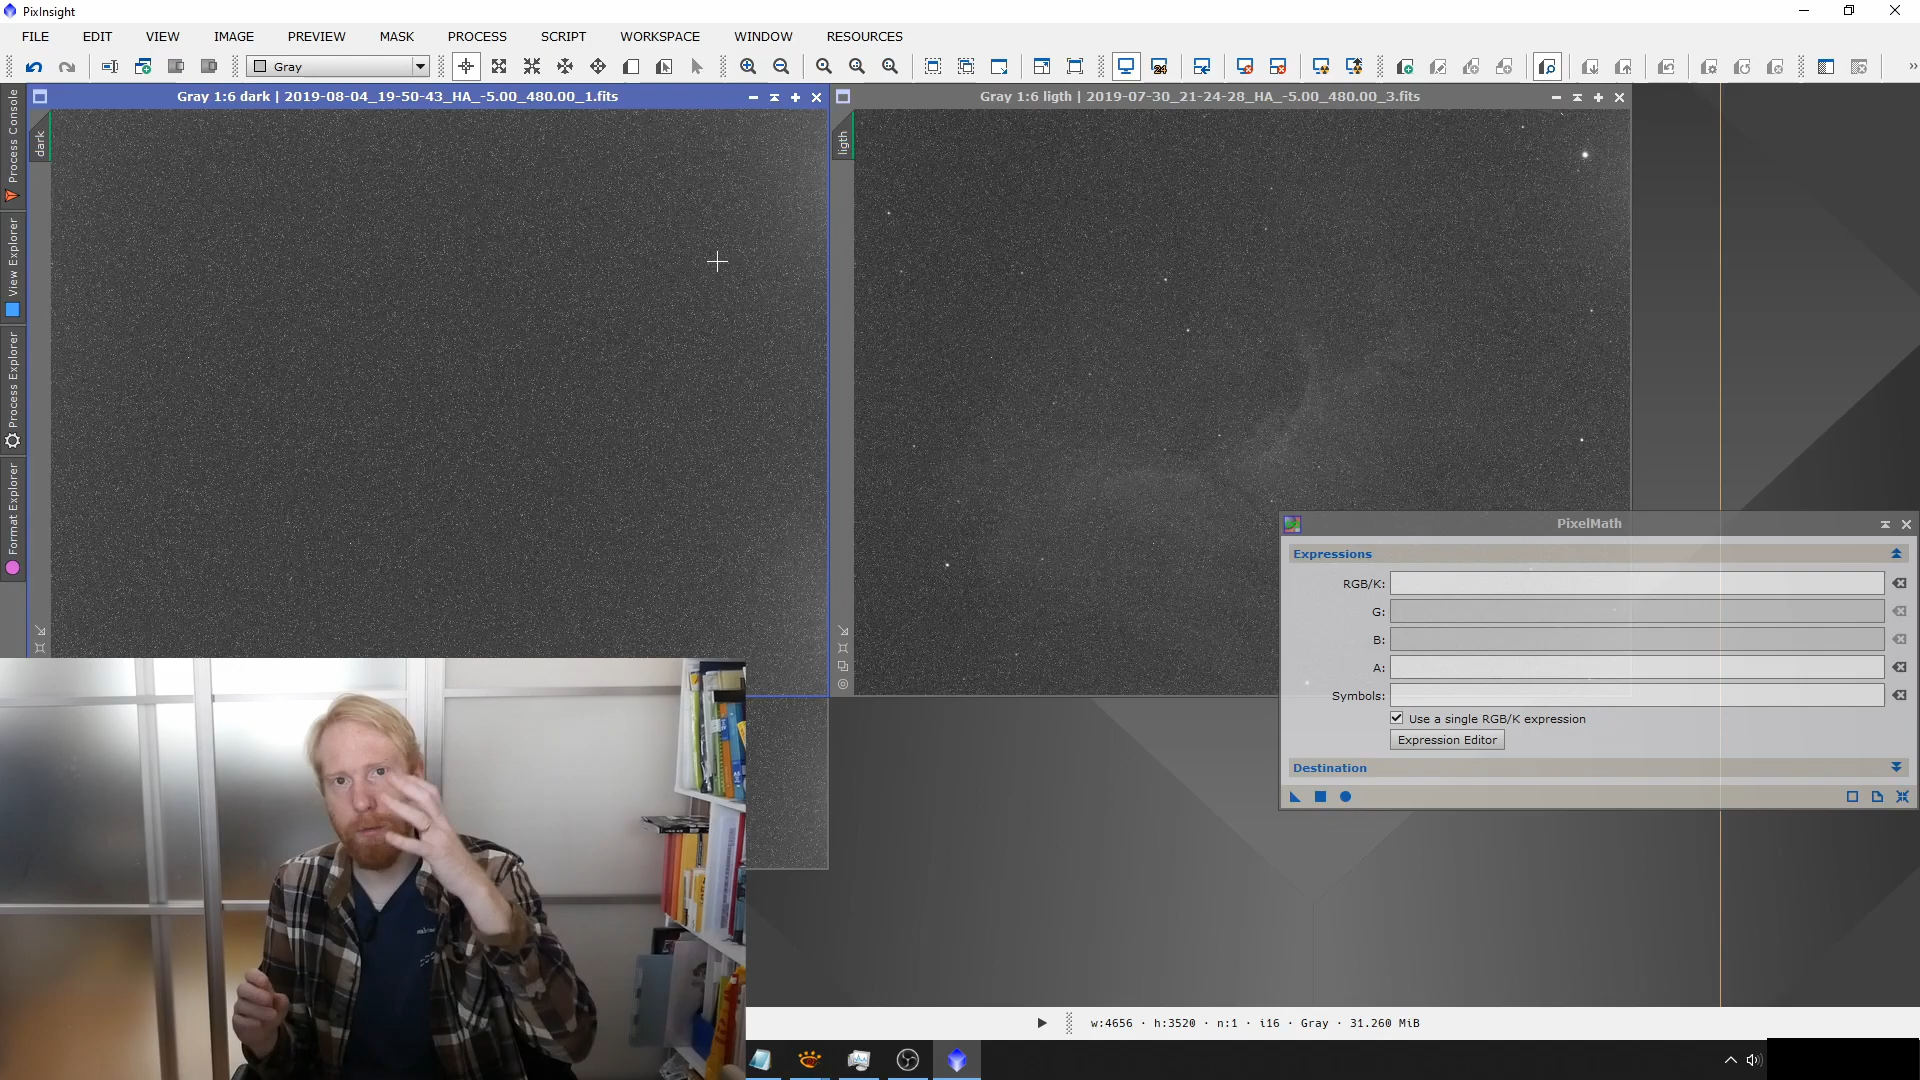 PixInsight
FILE EDIT VIEW IMAGE PREVIEW MASK PROCESS SCRIPT WORKSPACE WINDOW RESOURCES
Gray
24
Gray 1:6 dark | 2019-08-04_19-50-43_HA_-5.00_480.00_1.fits
Gray 1:6 ligth | 2019-07-30_21-24-28_HA_-5.00_480.00_3.fits
Process Console
View Explorer
Process Explorer
Format Explorer
dark
ligth
PixelMath
Expressions
RGB/K:
G:
B:
A:
Symbols:
Use a single RGB/K expression
Expression Editor
Destination
w:4656 · h:3520 · n:1 · i16 · Gray · 31.260 MiB